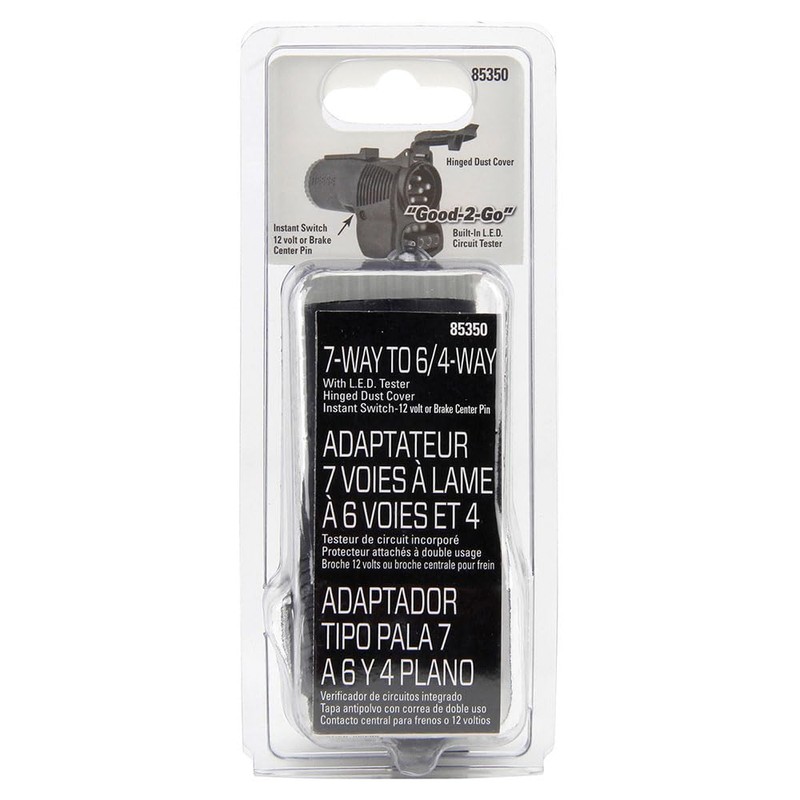 85350
Hinged Dust Cover
"Good-2-Go"
Built-In L.E.D.
Circuit Tester
Instant Switch
12 volt or Brake
Center Pin
85350
7-WAY TO 6/4-WAY
With L.E.D. Tester
Hinged Dust Cover
Instant Switch-12 volt or Brake Center Pin
ADAPTATEUR
7 VOIES À LAME
À 6 VOIES ET 4
Testeur de circuit incorporé
Protecteur attachés à double usage
Broche 12 volts ou broche centrale pour frein
ADAPTADOR
TIPO PALA 7
A 6 Y 4 PLANO
Verificador de circuitos integrado
Tapa antipolvo con correa de doble uso
Contacto central para frenos o 12 voltios